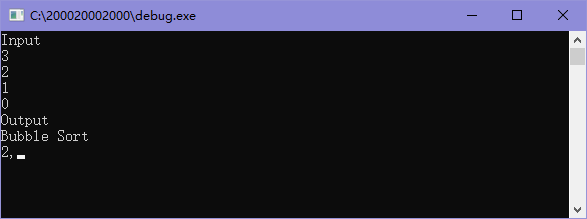 C:\200020002000\debug.exe
Input
3
2
1
0
Output
Bubble Sort
2,